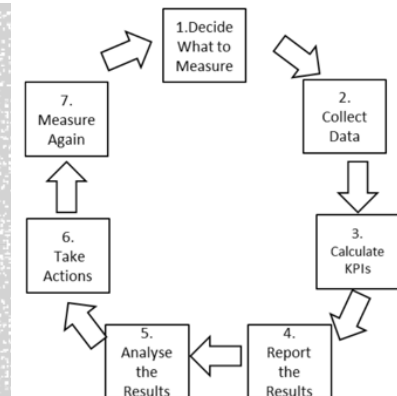 1.Decide
What to
Measure
2.
Collect
Data
3.
Calculate
KPIs
4.
Report
the
Results
5.
Analyse
the
Results
6.
Take
Actions
7.
Measure
Again